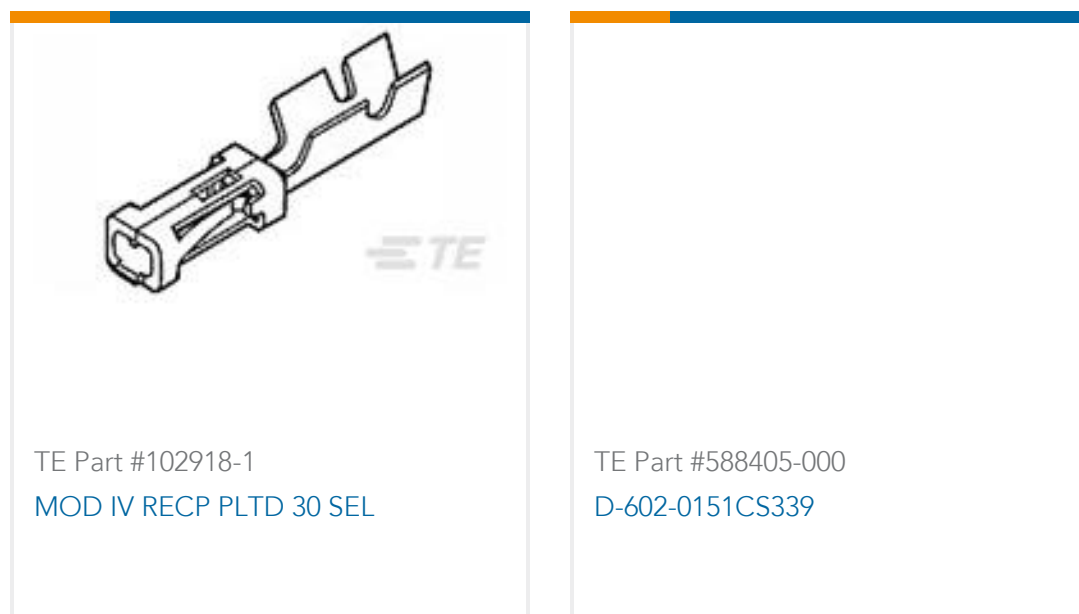 TE
TE Part #102918-1
MOD IV RECP PLTD 30 SEL
TE Part #588405-000
D-602-0151CS339